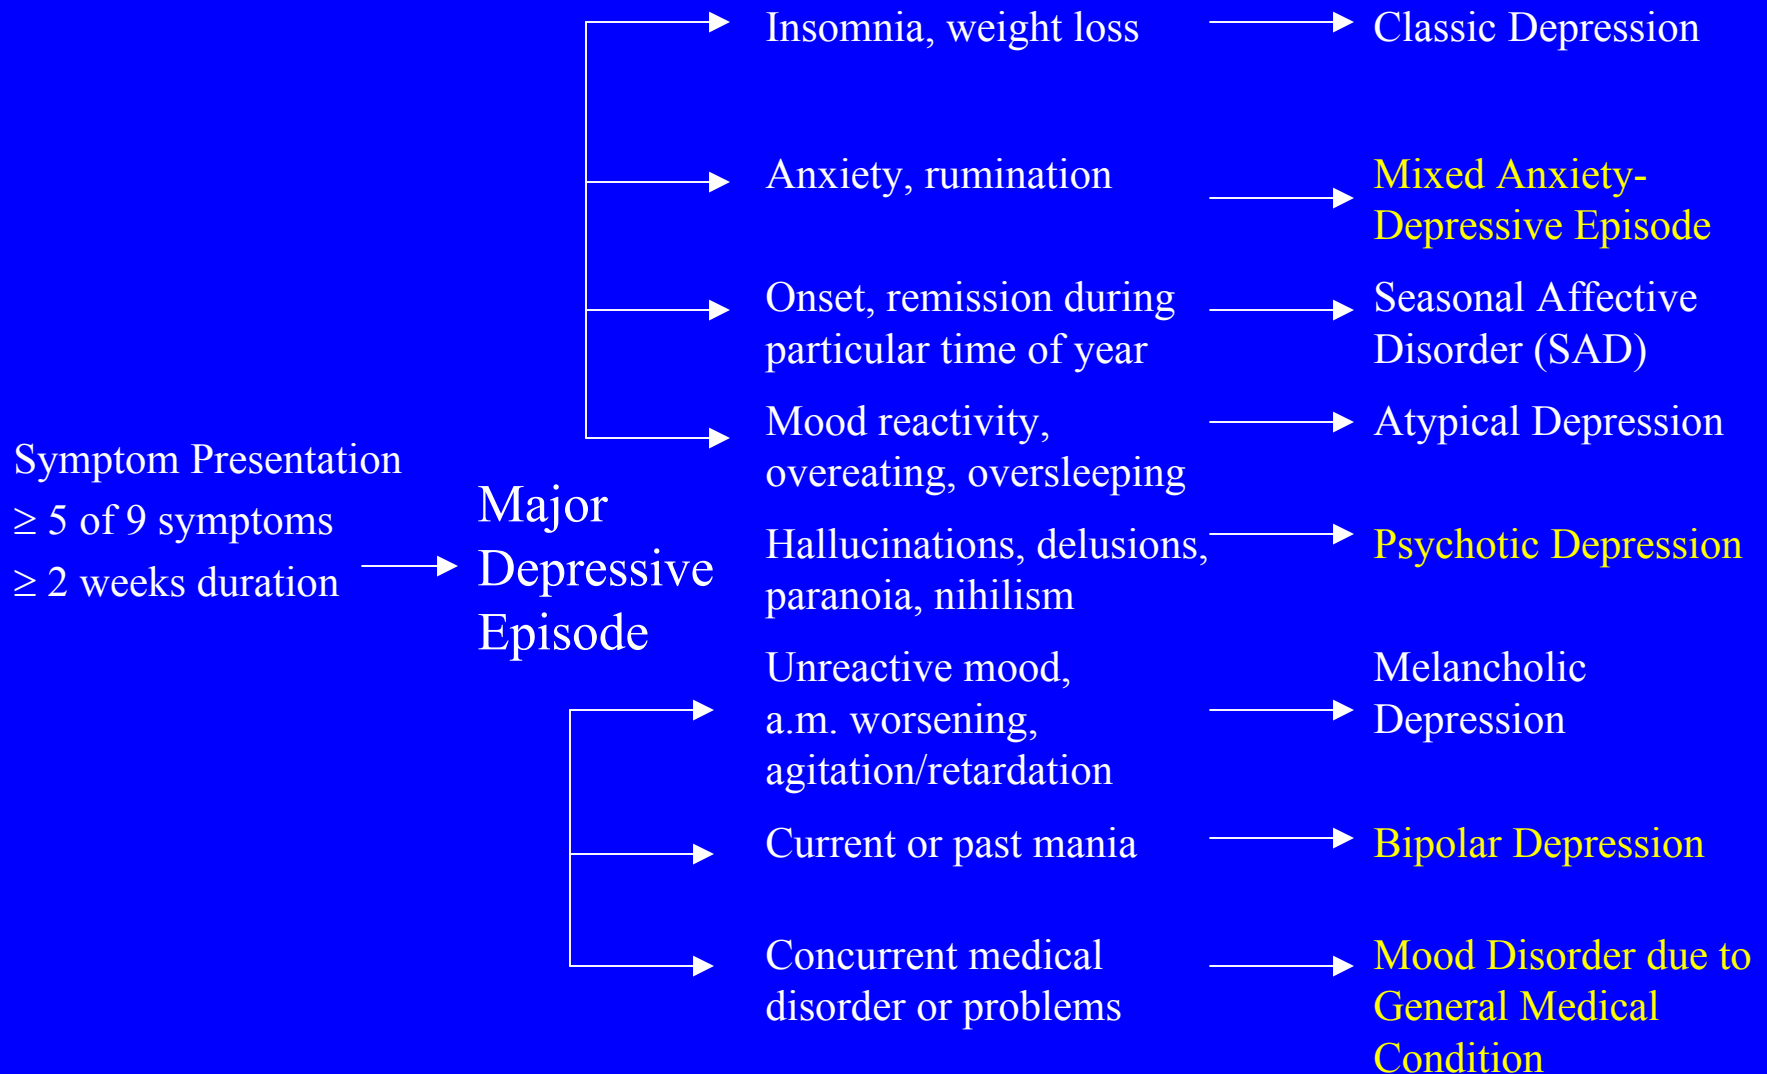 Insomnia, weight loss
Classic Depression
Anxiety, rumination
Mixed Anxiety-
Depressive Episode
Onset, remission during
particular time of year
Seasonal Affective
Disorder (SAD)
Mood reactivity,
overeating, oversleeping
Atypical Depression
Symptom Presentation
≥ 5 of 9 symptoms
≥ 2 weeks duration
Major
Depressive
Episode
Hallucinations, delusions,
paranoia, nihilism
Psychotic Depression
Unreactive mood,
a.m. worsening,
agitation/retardation
Melancholic
Depression
Current or past mania
Bipolar Depression
Concurrent medical
disorder or problems
Mood Disorder due to
General Medical
Condition